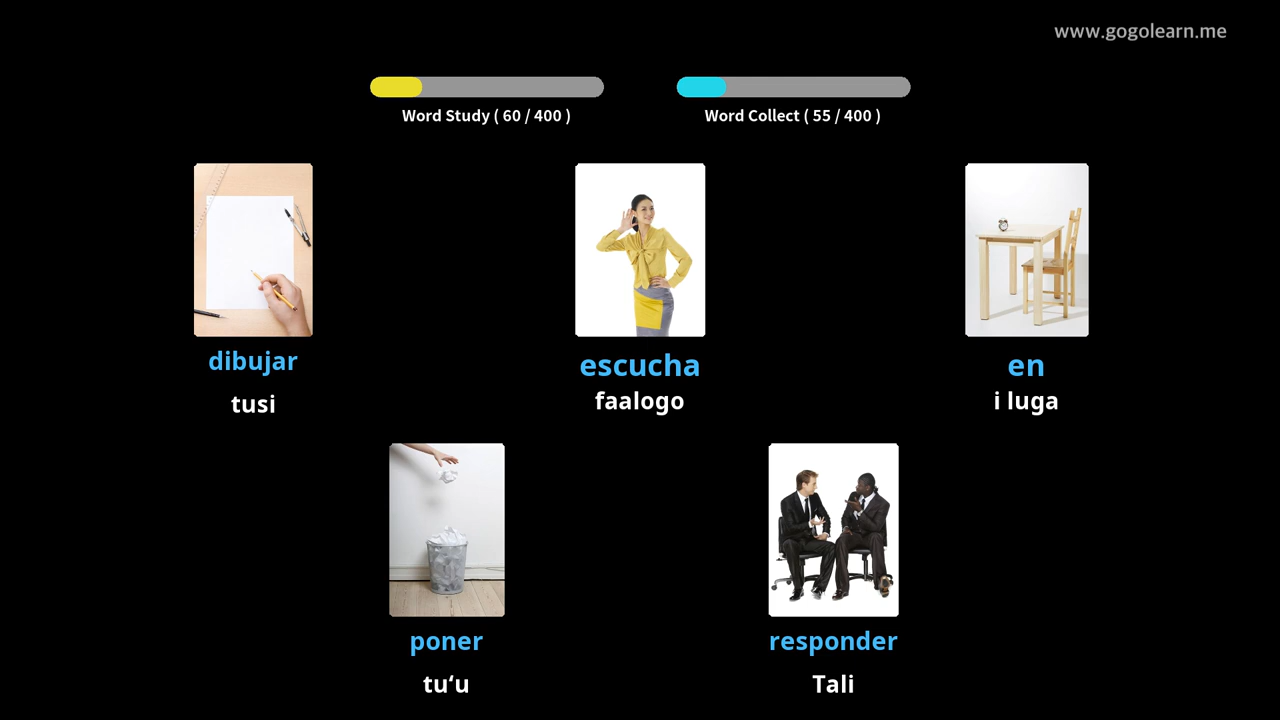 www.gogolearn.me
Word Study ( 60 / 400 )
Word Collect ( 55 / 400 )
dibujar
tusi
escucha
faalogo
en
i luga
poner
tuʻu
responder
Tali